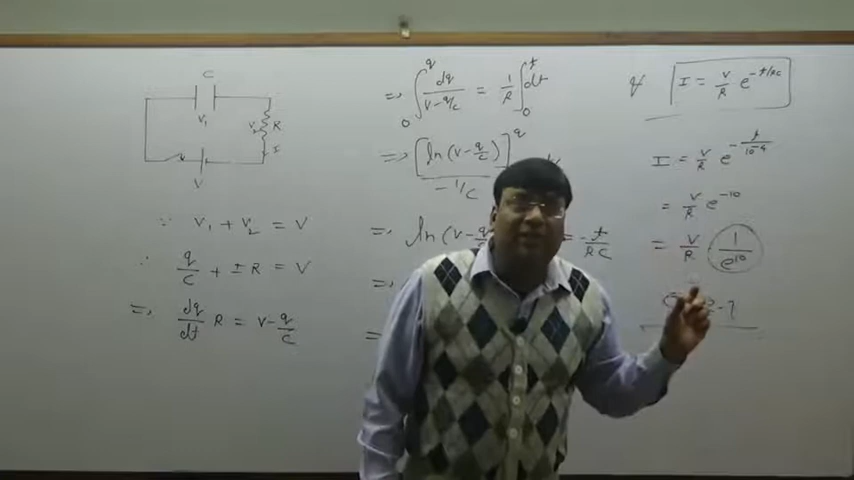 C
V₁
V₂
R
I
V
∵ V₁ + V₂ = V
∴ q/C + IR = V
⇒ dq/dt R = V - q/C
⇒ ∫₀^q dq/(V - q/C) = 1/R ∫₀^t dt
⇒ [ln(V - q/C)]^q / -1/C
⇒ ln(V - q = - t/RC
⇒
⇒
I = V/R e^(-t/RC)
I = V/R e^(-t/10⁻⁴)
= V/R e^(-10)
= V/R (1/e^10)